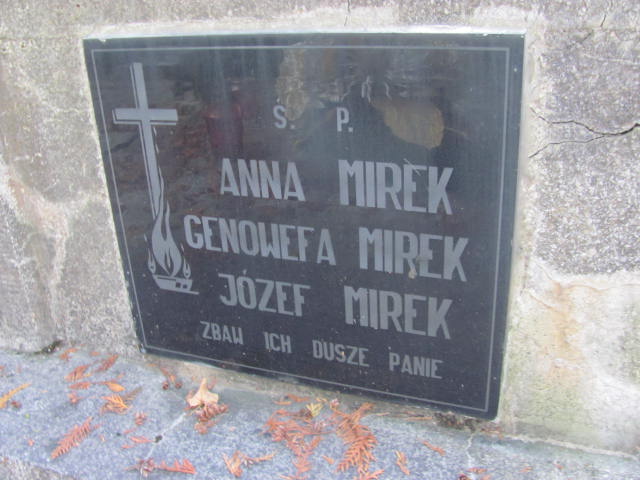 Ś. P.
ANNA MIREK
GENOWEFA MIREK
JÓZEF MIREK
ZBAW ICH DUSZE PANIE